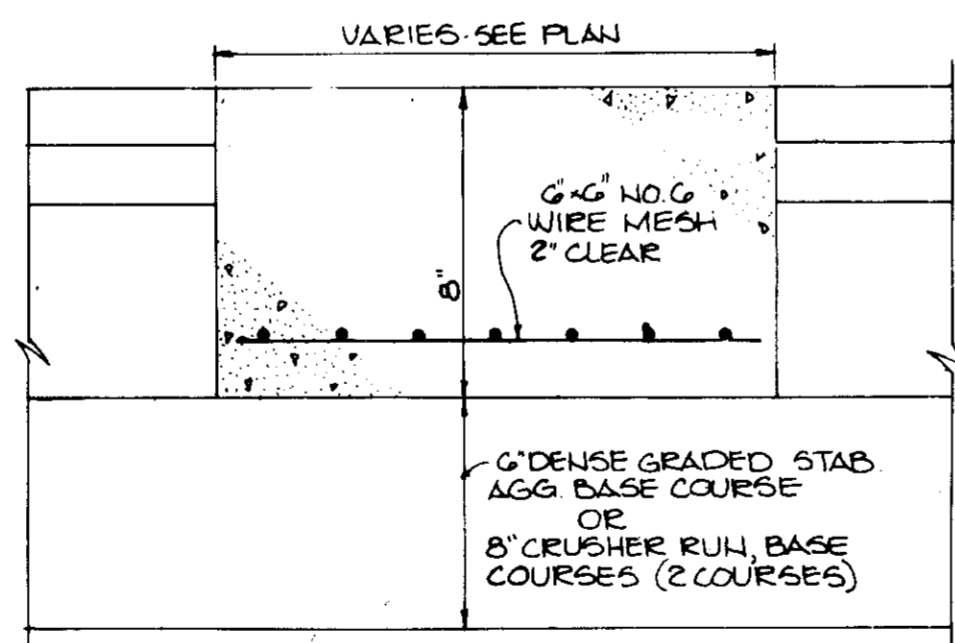 VARIES-SEE PLAN
6"x6" NO.6
WIRE MESH
2" CLEAR
8"
6" DENSE GRADED STAB.
AGG. BASE COURSE
OR
8" CRUSHER RUN, BASE
COURSES (2 COURSES)